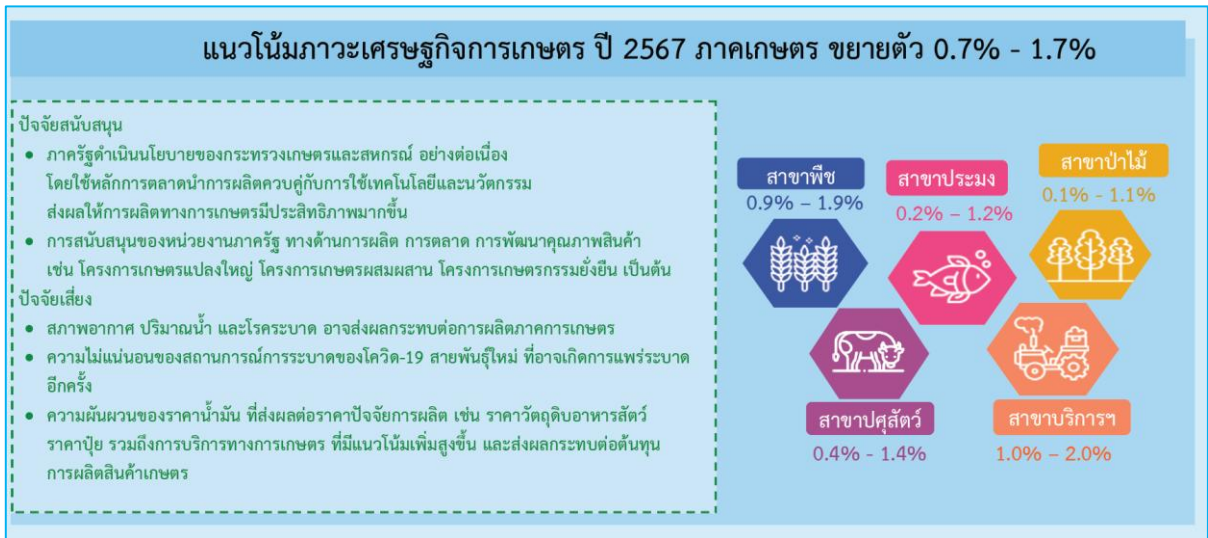 แนวโน้มภาวะเศรษฐกิจการเกษตร ปี 2567 ภาคเกษตร ขยายตัว 0.7% - 1.7%
ปัจจัยสนับสนุน
● ภาครัฐดำเนินนโยบายของกระทรวงเกษตรและสหกรณ์ อย่างต่อเนื่อง
โดยใช้หลักการตลาดนำการผลิตควบคู่กับการใช้เทคโนโลยีและนวัตกรรม
ส่งผลให้การผลิตทางการเกษตรมีประสิทธิภาพมากขึ้น
● การสนับสนุนของหน่วยงานภาครัฐ ทางด้านการผลิต การตลาด การพัฒนาคุณภาพสินค้า
เช่น โครงการเกษตรแปลงใหญ่ โครงการเกษตรผสมผสาน โครงการเกษตรกรรมยั่งยืน เป็นต้น
ปัจจัยเสี่ยง
● สภาพอากาศ ปริมาณน้ำ และโรคระบาด อาจส่งผลกระทบต่อการผลิตภาคการเกษตร
● ความไม่แน่นอนของสถานการณ์การระบาดของโควิด-19 สายพันธุ์ใหม่ ที่อาจเกิดการแพร่ระบาด
อีกครั้ง
● ความผันผวนของราคาน้ำมัน ที่ส่งผลต่อราคาปัจจัยการผลิต เช่น ราคาวัตถุดิบอาหารสัตว์
ราคาปุ๋ย รวมถึงการบริการทางการเกษตร ที่มีแนวโน้มเพิ่มสูงขึ้น และส่งผลกระทบต่อต้นทุน
การผลิตสินค้าเกษตร
สาขาพืช
0.9% – 1.9%
สาขาประมง
0.2% – 1.2%
สาขาป่าไม้
0.1% - 1.1%
สาขาปศุสัตว์
0.4% - 1.4%
สาขาบริการฯ
1.0% – 2.0%